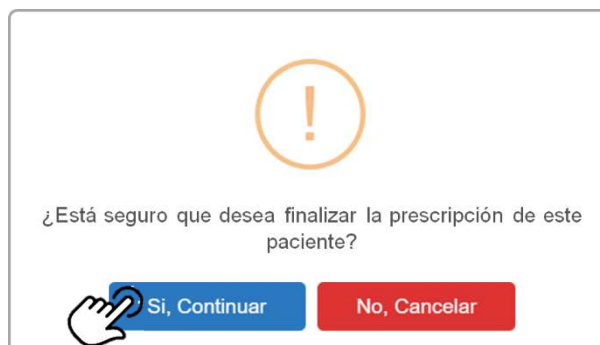 !
¿Está seguro que desea finalizar la prescripción de este
paciente?
Si, Continuar
No, Cancelar